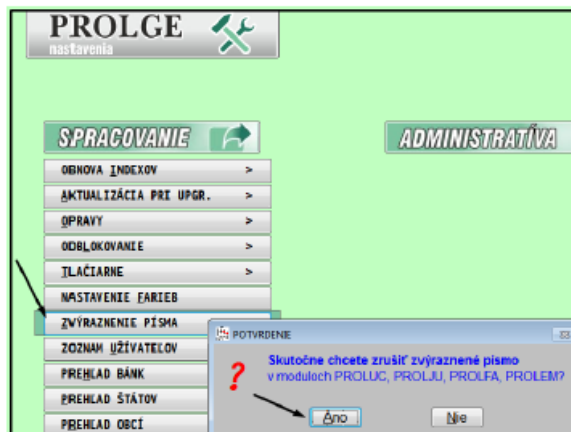 PROLGE
nastavenia
SPRACOVANIE
ADMINISTRATÍVA
OBNOVA INDEXOV >
AKTUALIZÁCIA PRI UPGR. >
OPRAVY >
ODBLOKOVANIE >
TLAČIARNE >
NASTAVENIE FARIEB
ZVÝRAZNENIE PÍSMA
ZOZNAM UŽÍVATEĽOV
PREHĽAD BÁNK
PREHĽAD ŠTÁTOV
PREHĽAD OBCÍ
POTVRDENIE
?
Skutočne chcete zrušiť zvýraznené písmo
v moduloch PROLUC, PROLJU, PROLFA, PROLEM?
Áno
Nie